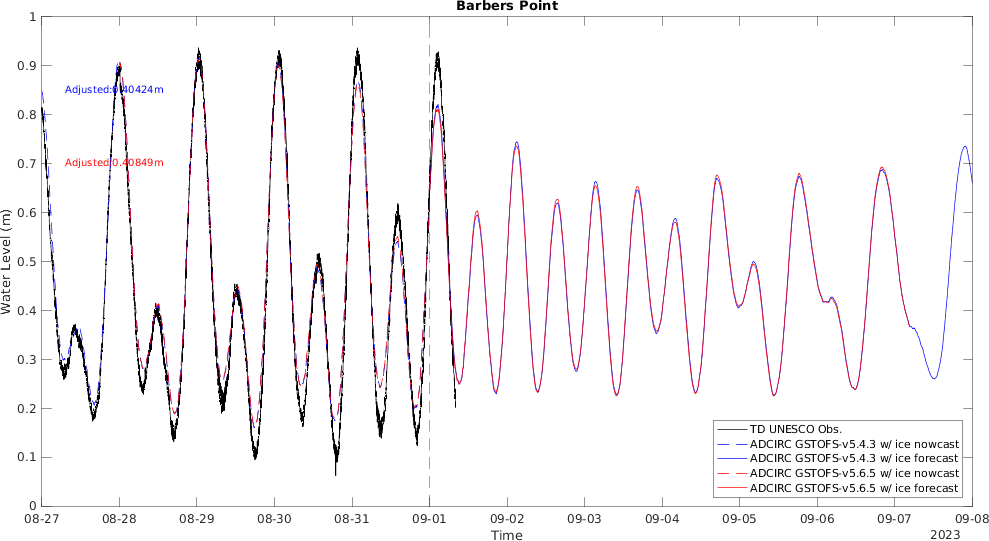 Barbers Point
1
0.9
0.8
0.7
0.6
0.5
0.4
0.3
0.2
0.1
0
Water Level (m)
Adjusted:0.40424m
Adjusted:0.40849m
TD UNESCO Obs.
ADCIRC GSTOFS-v5.4.3 w/ ice nowcast
ADCIRC GSTOFS-v5.4.3 w/ ice forecast
ADCIRC GSTOFS-v5.6.5 w/ ice nowcast
ADCIRC GSTOFS-v5.6.5 w/ ice forecast
08-27 08-28 08-29 08-30 08-31 09-01 09-02 09-03 09-04 09-05 09-06 09-07 09-08
Time
2023